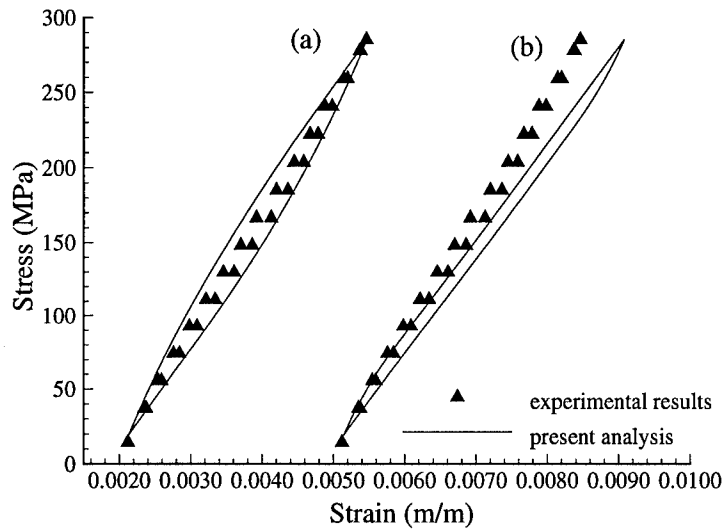 300
250
200
150
100
50
0
Stress (MPa)
(a)
(b)
experimental results
present analysis
0.0020 0.0030 0.0040 0.0050 0.0060 0.0070 0.0080 0.0090 0.0100
Strain (m/m)